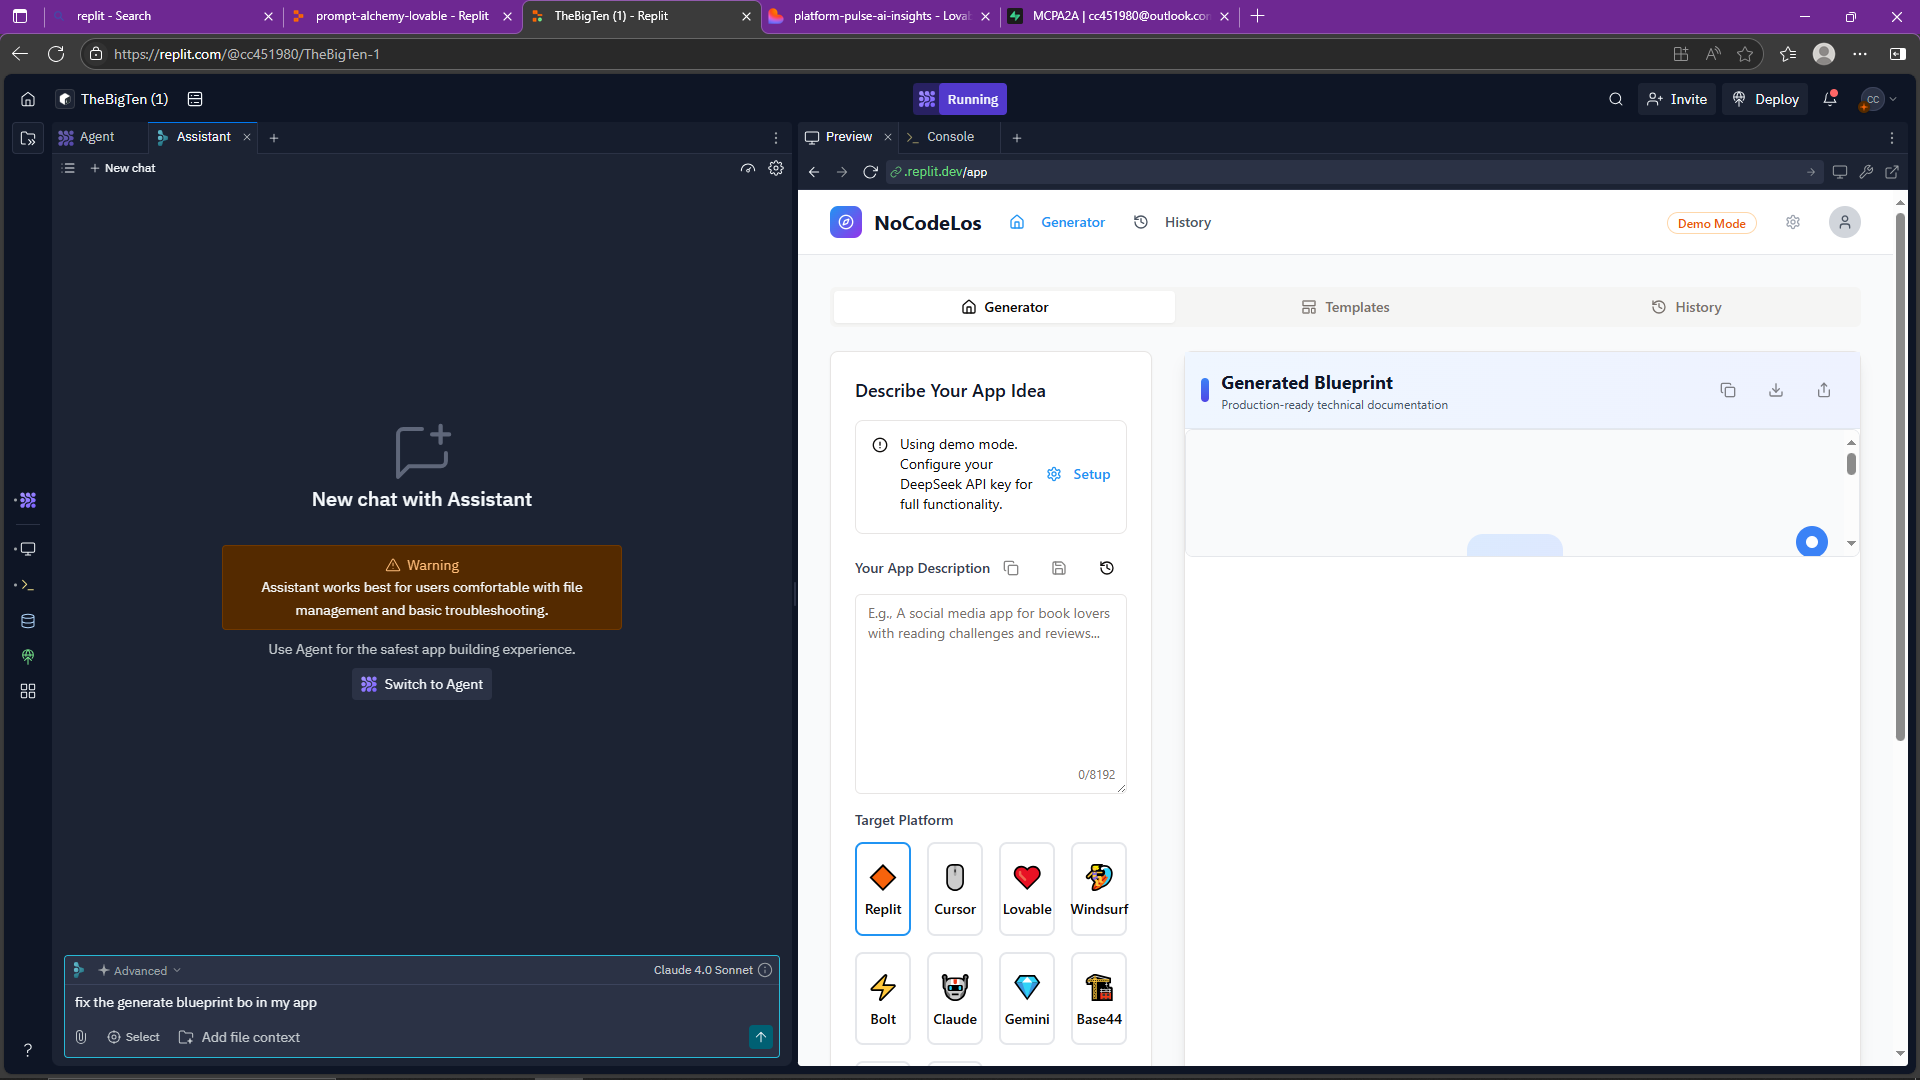 replit - Search
prompt-alchemy-lovable - Replit
TheBigTen (1) - Replit
platform-pulse-ai-insights - Lova
MCPA2A | cc451980@outlook.co
https://replit.com/@cc451980/TheBigTen-1
TheBigTen (1)
Running
Invite
Deploy
CC
Agent
Assistant
Preview
Console
New chat
.replit.dev/app
NoCodeLos
Generator
History
Demo Mode
Generator
Templates
History
Describe Your App Idea
Using demo mode.
Configure your
DeepSeek API key for
full functionality.
Setup
Generated Blueprint
Production-ready technical documentation
Your App Description
E.g., A social media app for book lovers
with reading challenges and reviews...
0/8192
Target Platform
Replit
Cursor
Lovable
Windsurf
Bolt
Claude
Gemini
Base44
New chat with Assistant
Warning
Assistant works best for users comfortable with file
management and basic troubleshooting.
Use Agent for the safest app building experience.
Switch to Agent
Advanced
Claude 4.0 Sonnet
fix the generate blueprint bo in my app
Select
Add file context